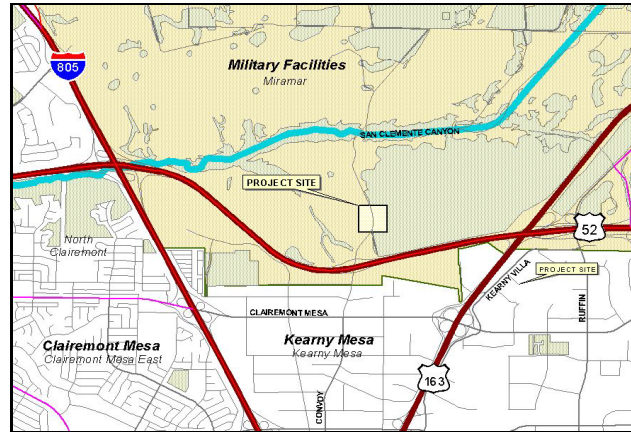 805
Military Facilities
Miramar
SAN CLEMENTE CANYON
PROJECT SITE
52
North
Clairemont
PROJECT SITE
KEARNY VILLA
RUFFIN
CLAIREMONT MESA
Clairemont Mesa
Clairemont Mesa East
Kearny Mesa
Kearny Mesa
CONVOY
163